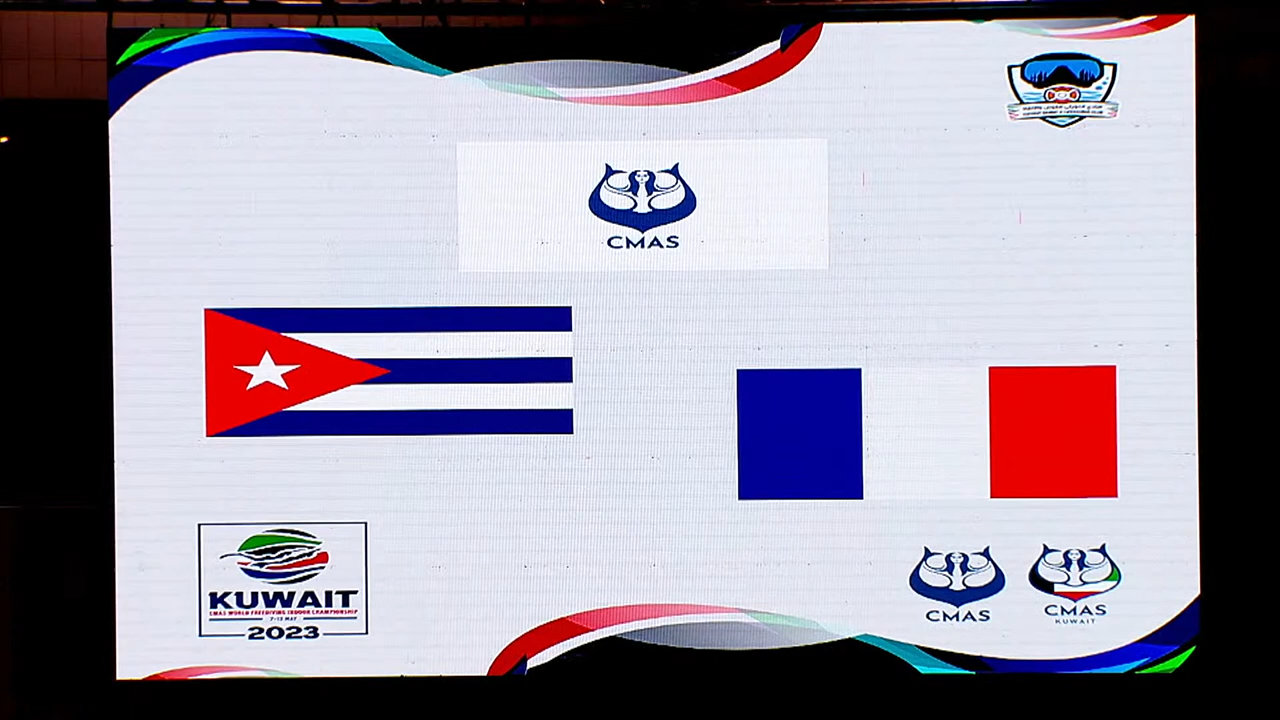 CMAS
KUWAIT
CMAS WORLD FREEDIVING INDOOR CHAMPIONSHIP
2023
CMAS
CMAS
KUWAIT